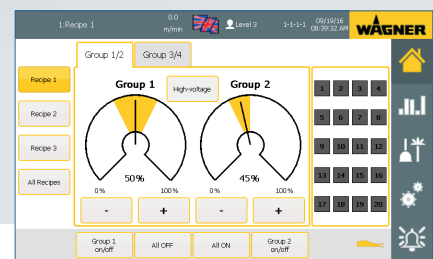 1:Recipe 1
0.0
m/min
Level 3
1-1-1-1
09/19/16
08:39:32 AM
WAGNER
Group 1/2
Group 3/4
Recipe 1
Recipe 2
Recipe 3
All Recipes
Group 1
High-voltage
Group 2
50%
0%
100%
45%
0%
100%
-
+
-
+
1 2 3 4
5 6 7 8
9 10 11 12
13 14 15 16
17 18 19 20
Group 1
on/off
All OFF
All ON
Group 2
on/off